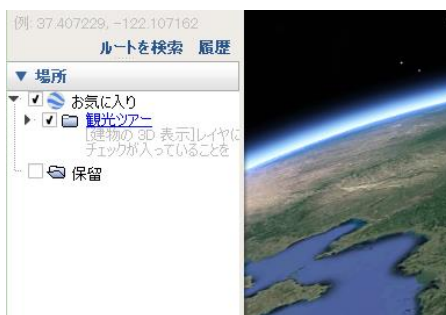 例: 37.407229, -122.107162
ルートを検索 履歴
▼ 場所
お気に入り
観光ツアー
[建物の 3D 表示]レイヤに
チェックが入っていることを
保留